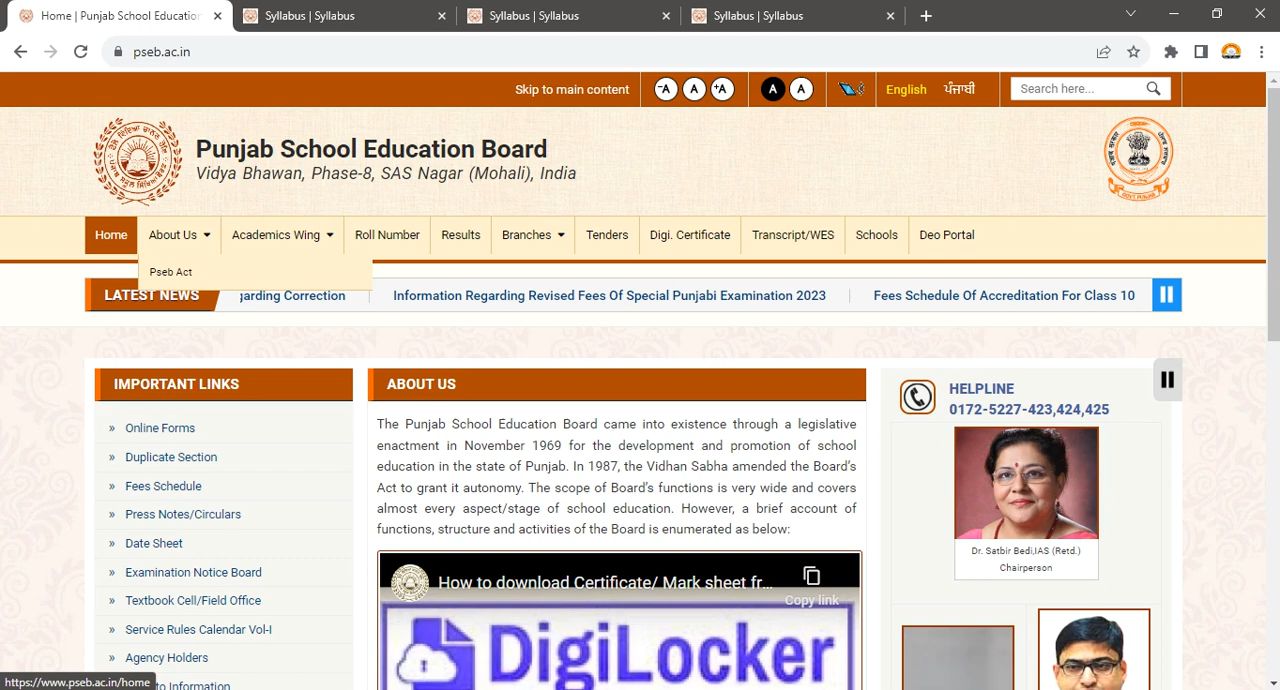 Home | Punjab School Education
Syllabus | Syllabus
Syllabus | Syllabus
Syllabus | Syllabus
pseb.ac.in
Skip to main content
-A
A
+A
A
A
English
ਪੰਜਾਬੀ
Search here...
Punjab School Education Board
Vidya Bhawan, Phase-8, SAS Nagar (Mohali), India
Home
About Us
Academics Wing
Roll Number
Results
Branches
Tenders
Digi. Certificate
Transcript/WES
Schools
Deo Portal
Pseb Act
LATEST NEWS
garding Correction
Information Regarding Revised Fees Of Special Punjabi Examination 2023
Fees Schedule Of Accreditation For Class 10
IMPORTANT LINKS
» Online Forms
» Duplicate Section
» Fees Schedule
» Press Notes/Circulars
» Date Sheet
» Examination Notice Board
» Textbook Cell/Field Office
» Service Rules Calendar Vol-I
» Agency Holders
to Information
ABOUT US
The Punjab School Education Board came into existence through a legislative
enactment in November 1969 for the development and promotion of school
education in the state of Punjab. In 1987, the Vidhan Sabha amended the Board's
Act to grant it autonomy. The scope of Board's functions is very wide and covers
almost every aspect/stage of school education. However, a brief account of
functions, structure and activities of the Board is enumerated as below:
How to download Certificate/ Mark sheet fr...
Copy link
DigiLocker
HELPLINE
0172-5227-423,424,425
Dr. Satbir Bedi,IAS (Retd.)
Chairperson
https://www.pseb.ac.in/home